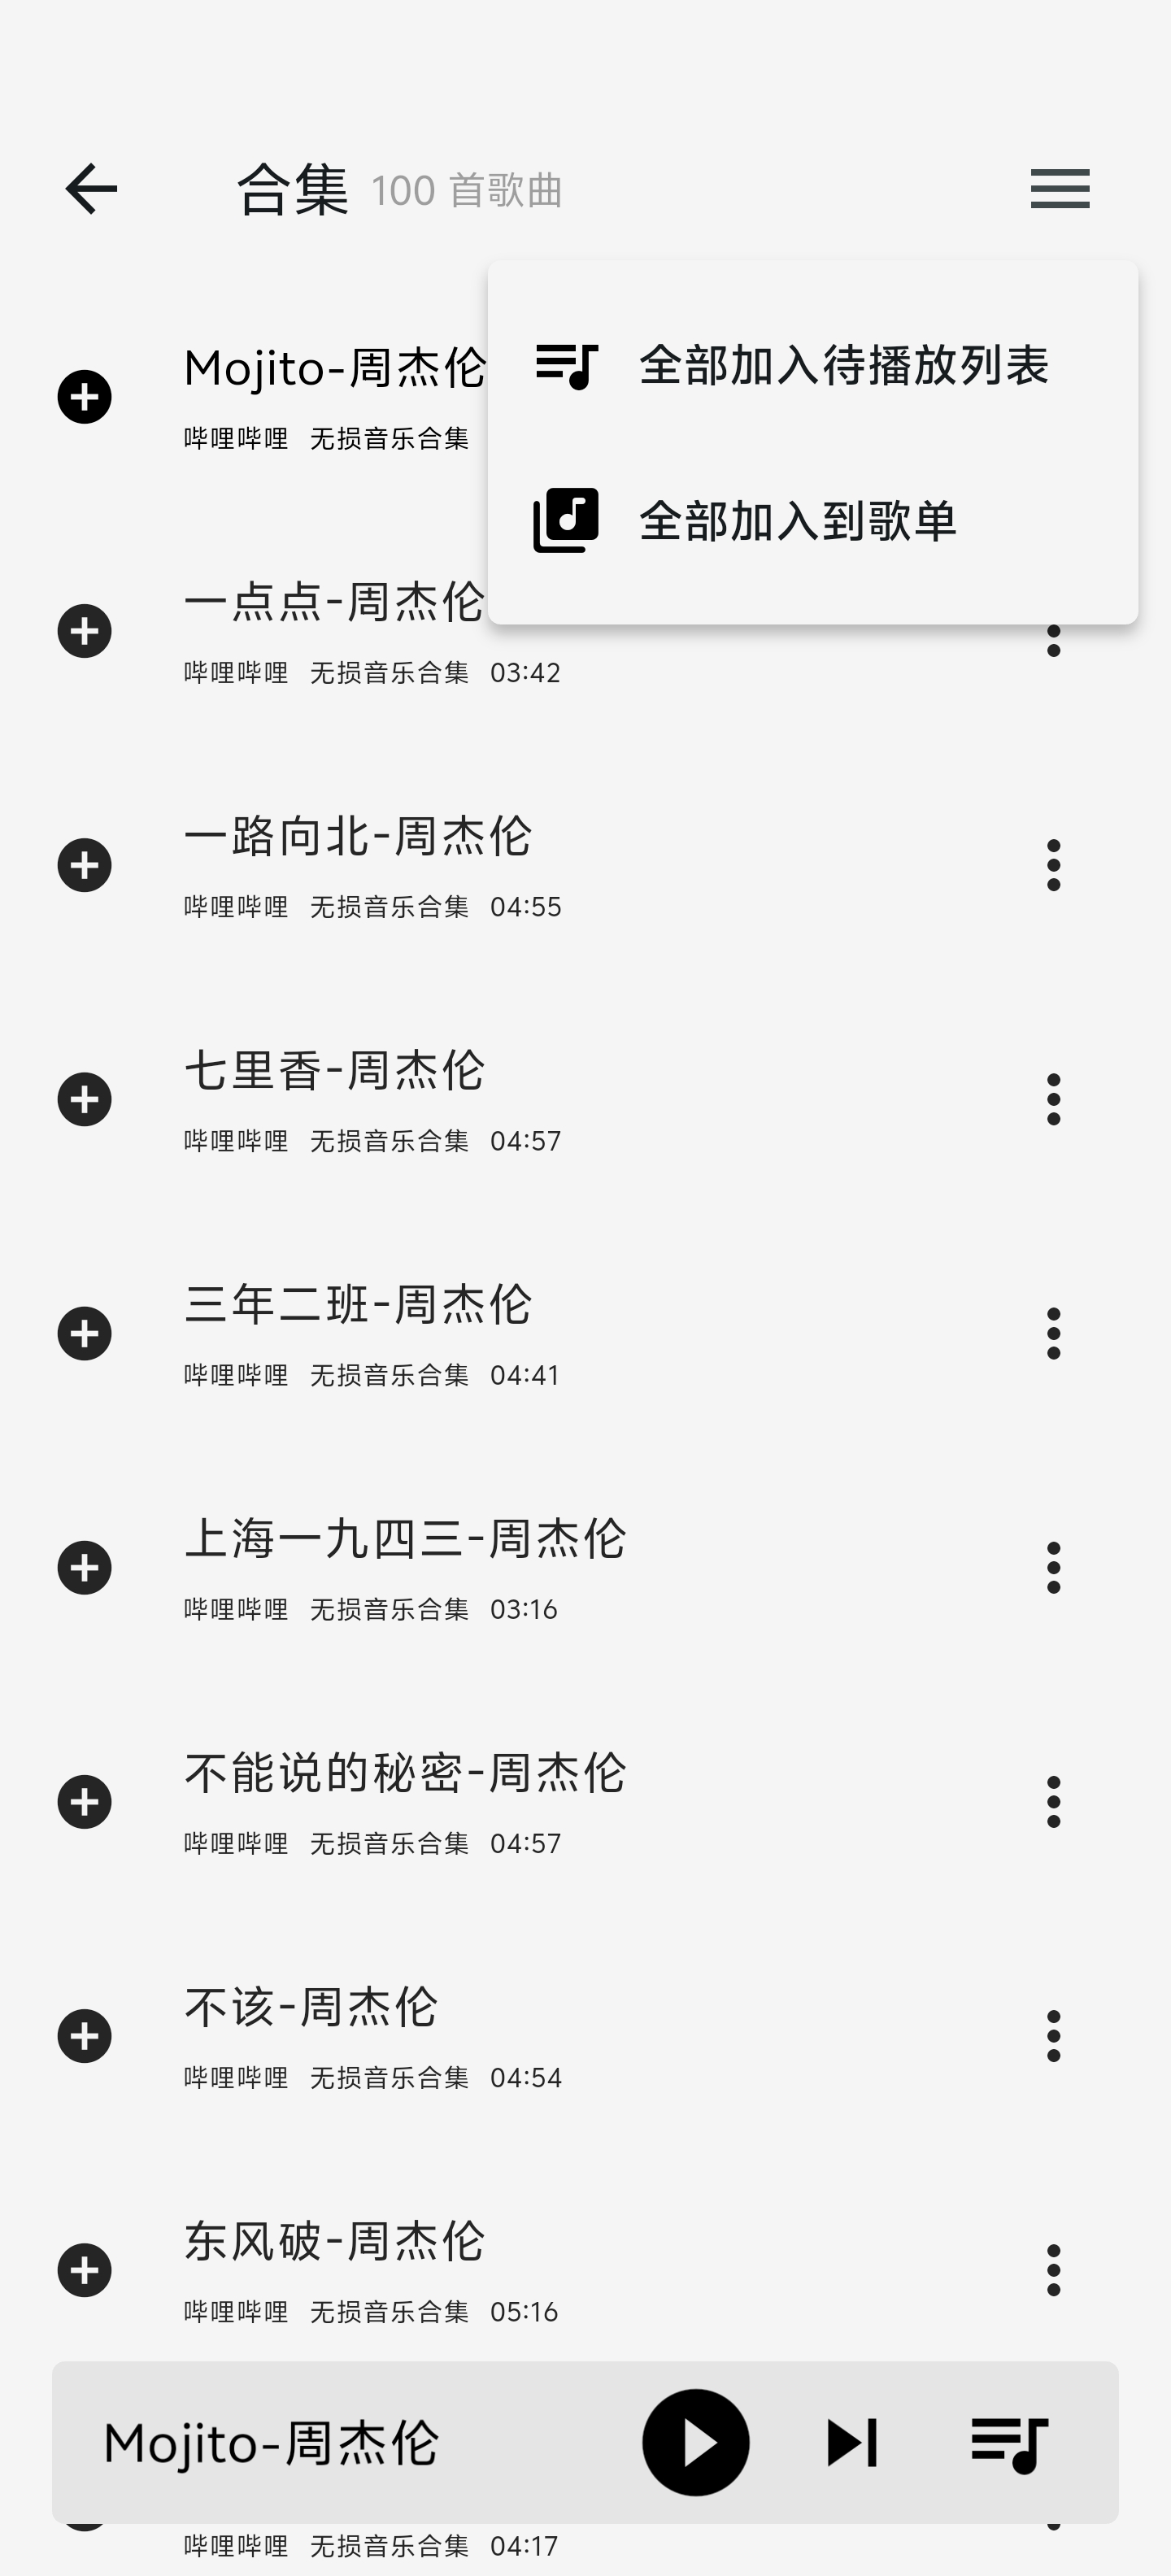 合集 100 首歌曲
全部加入待播放列表
全部加入到歌单
Mojito-周杰伦
哔哩哔哩 无损音乐合集
一点点-周杰伦
哔哩哔哩 无损音乐合集 03:42
一路向北-周杰伦
哔哩哔哩 无损音乐合集 04:55
七里香-周杰伦
哔哩哔哩 无损音乐合集 04:57
三年二班-周杰伦
哔哩哔哩 无损音乐合集 04:41
上海一九四三-周杰伦
哔哩哔哩 无损音乐合集 03:16
不能说的秘密-周杰伦
哔哩哔哩 无损音乐合集 04:57
不该-周杰伦
哔哩哔哩 无损音乐合集 04:54
东风破-周杰伦
哔哩哔哩 无损音乐合集 05:16
Mojito-周杰伦
哔哩哔哩 无损音乐合集 04:17